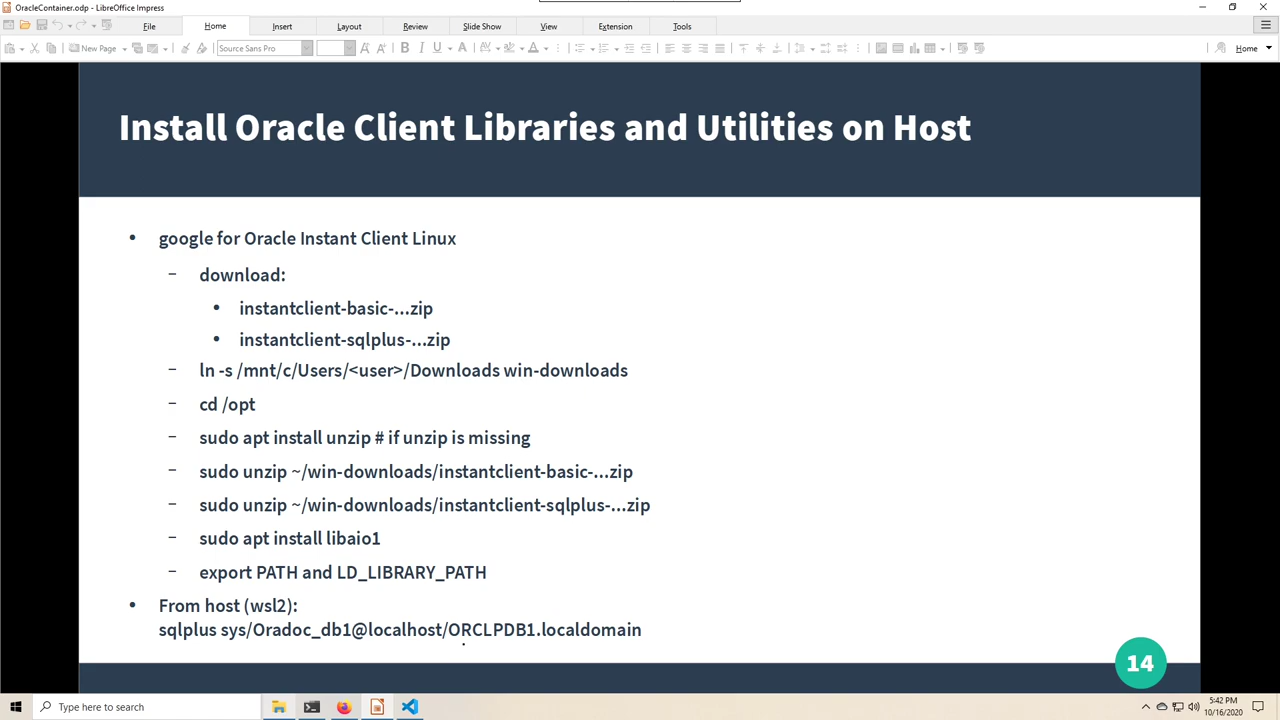 OracleContainer.odp - LibreOffice Impress
File Home Insert Layout Review Slide Show View Extension Tools
New Page Source Sans Pro Home
Install Oracle Client Libraries and Utilities on Host
• google for Oracle Instant Client Linux
– download:
• instantclient-basic-...zip
• instantclient-sqlplus-...zip
– ln -s /mnt/c/Users/<user>/Downloads win-downloads
– cd /opt
– sudo apt install unzip # if unzip is missing
– sudo unzip ~/win-downloads/instantclient-basic-...zip
– sudo unzip ~/win-downloads/instantclient-sqlplus-...zip
– sudo apt install libaio1
– export PATH and LD_LIBRARY_PATH
• From host (wsl2):
sqlplus sys/Oradoc_db1@localhost/ORCLPDB1.localdomain
14
Type here to search
5:42 PM
10/16/2020